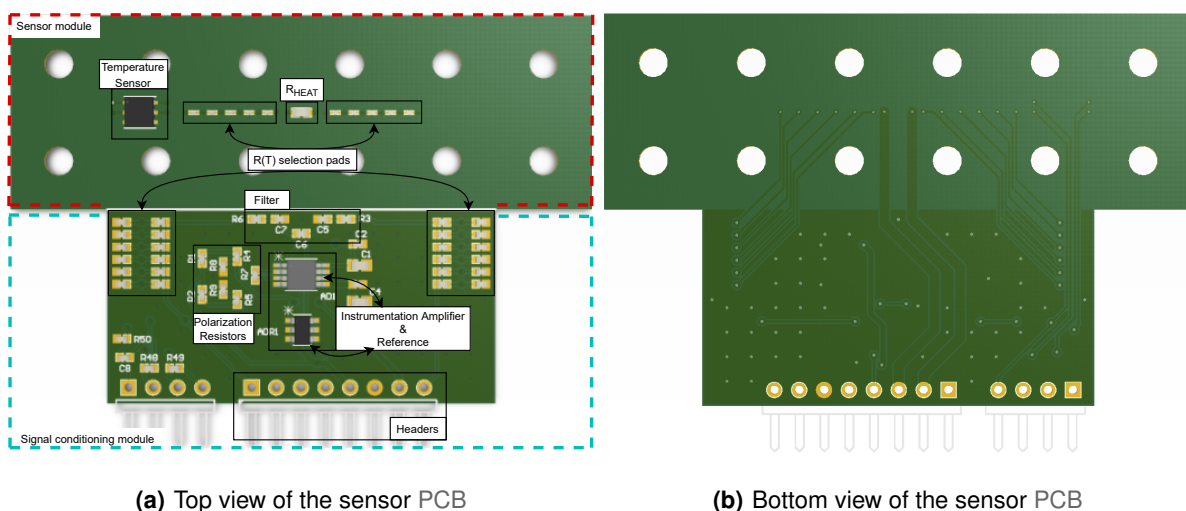 Sensor module
Temperature
Sensor
RHEAT
R(T) selection pads
Filter
R6
C7
C5
R3
C6
C2
C1
R1
R8
R4
R7
R2
R9
R5
AD1
C4
ADR1
Polarization
Resistors
Instrumentation Amplifier
&
Reference
R50
C8
R48
R49
Headers
Signal conditioning module
(a) Top view of the sensor PCB
(b) Bottom view of the sensor PCB